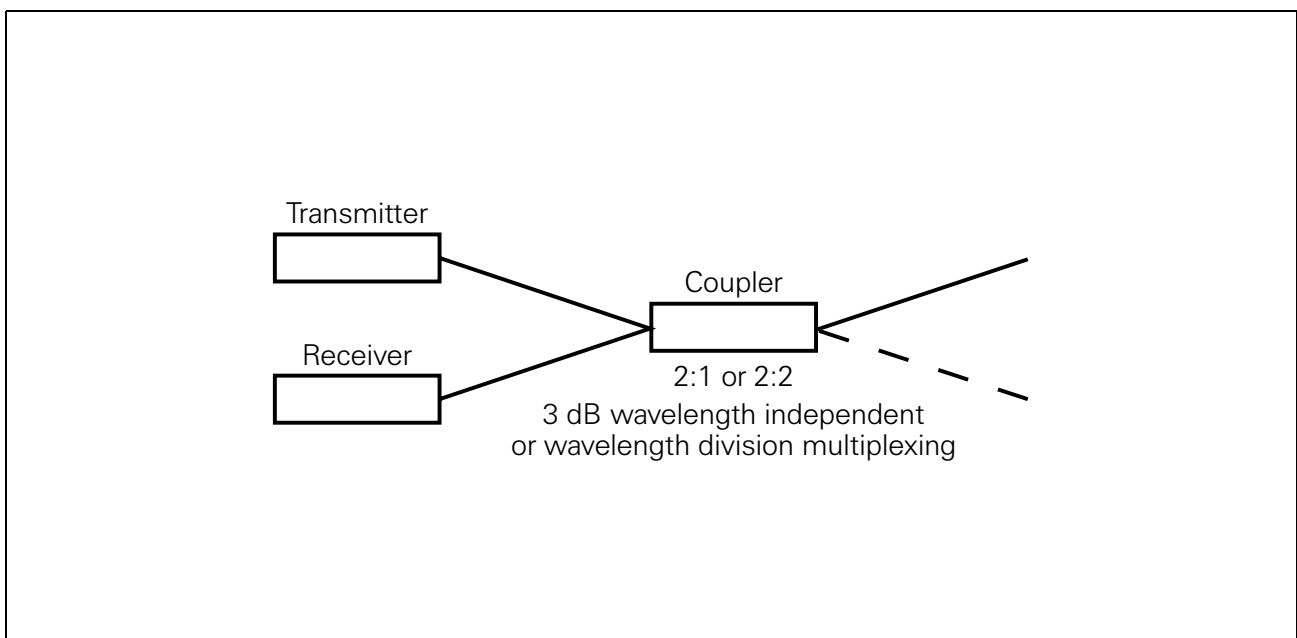 Transmitter
Coupler
Receiver
2:1 or 2:2
3 dB wavelength independent
or wavelength division multiplexing